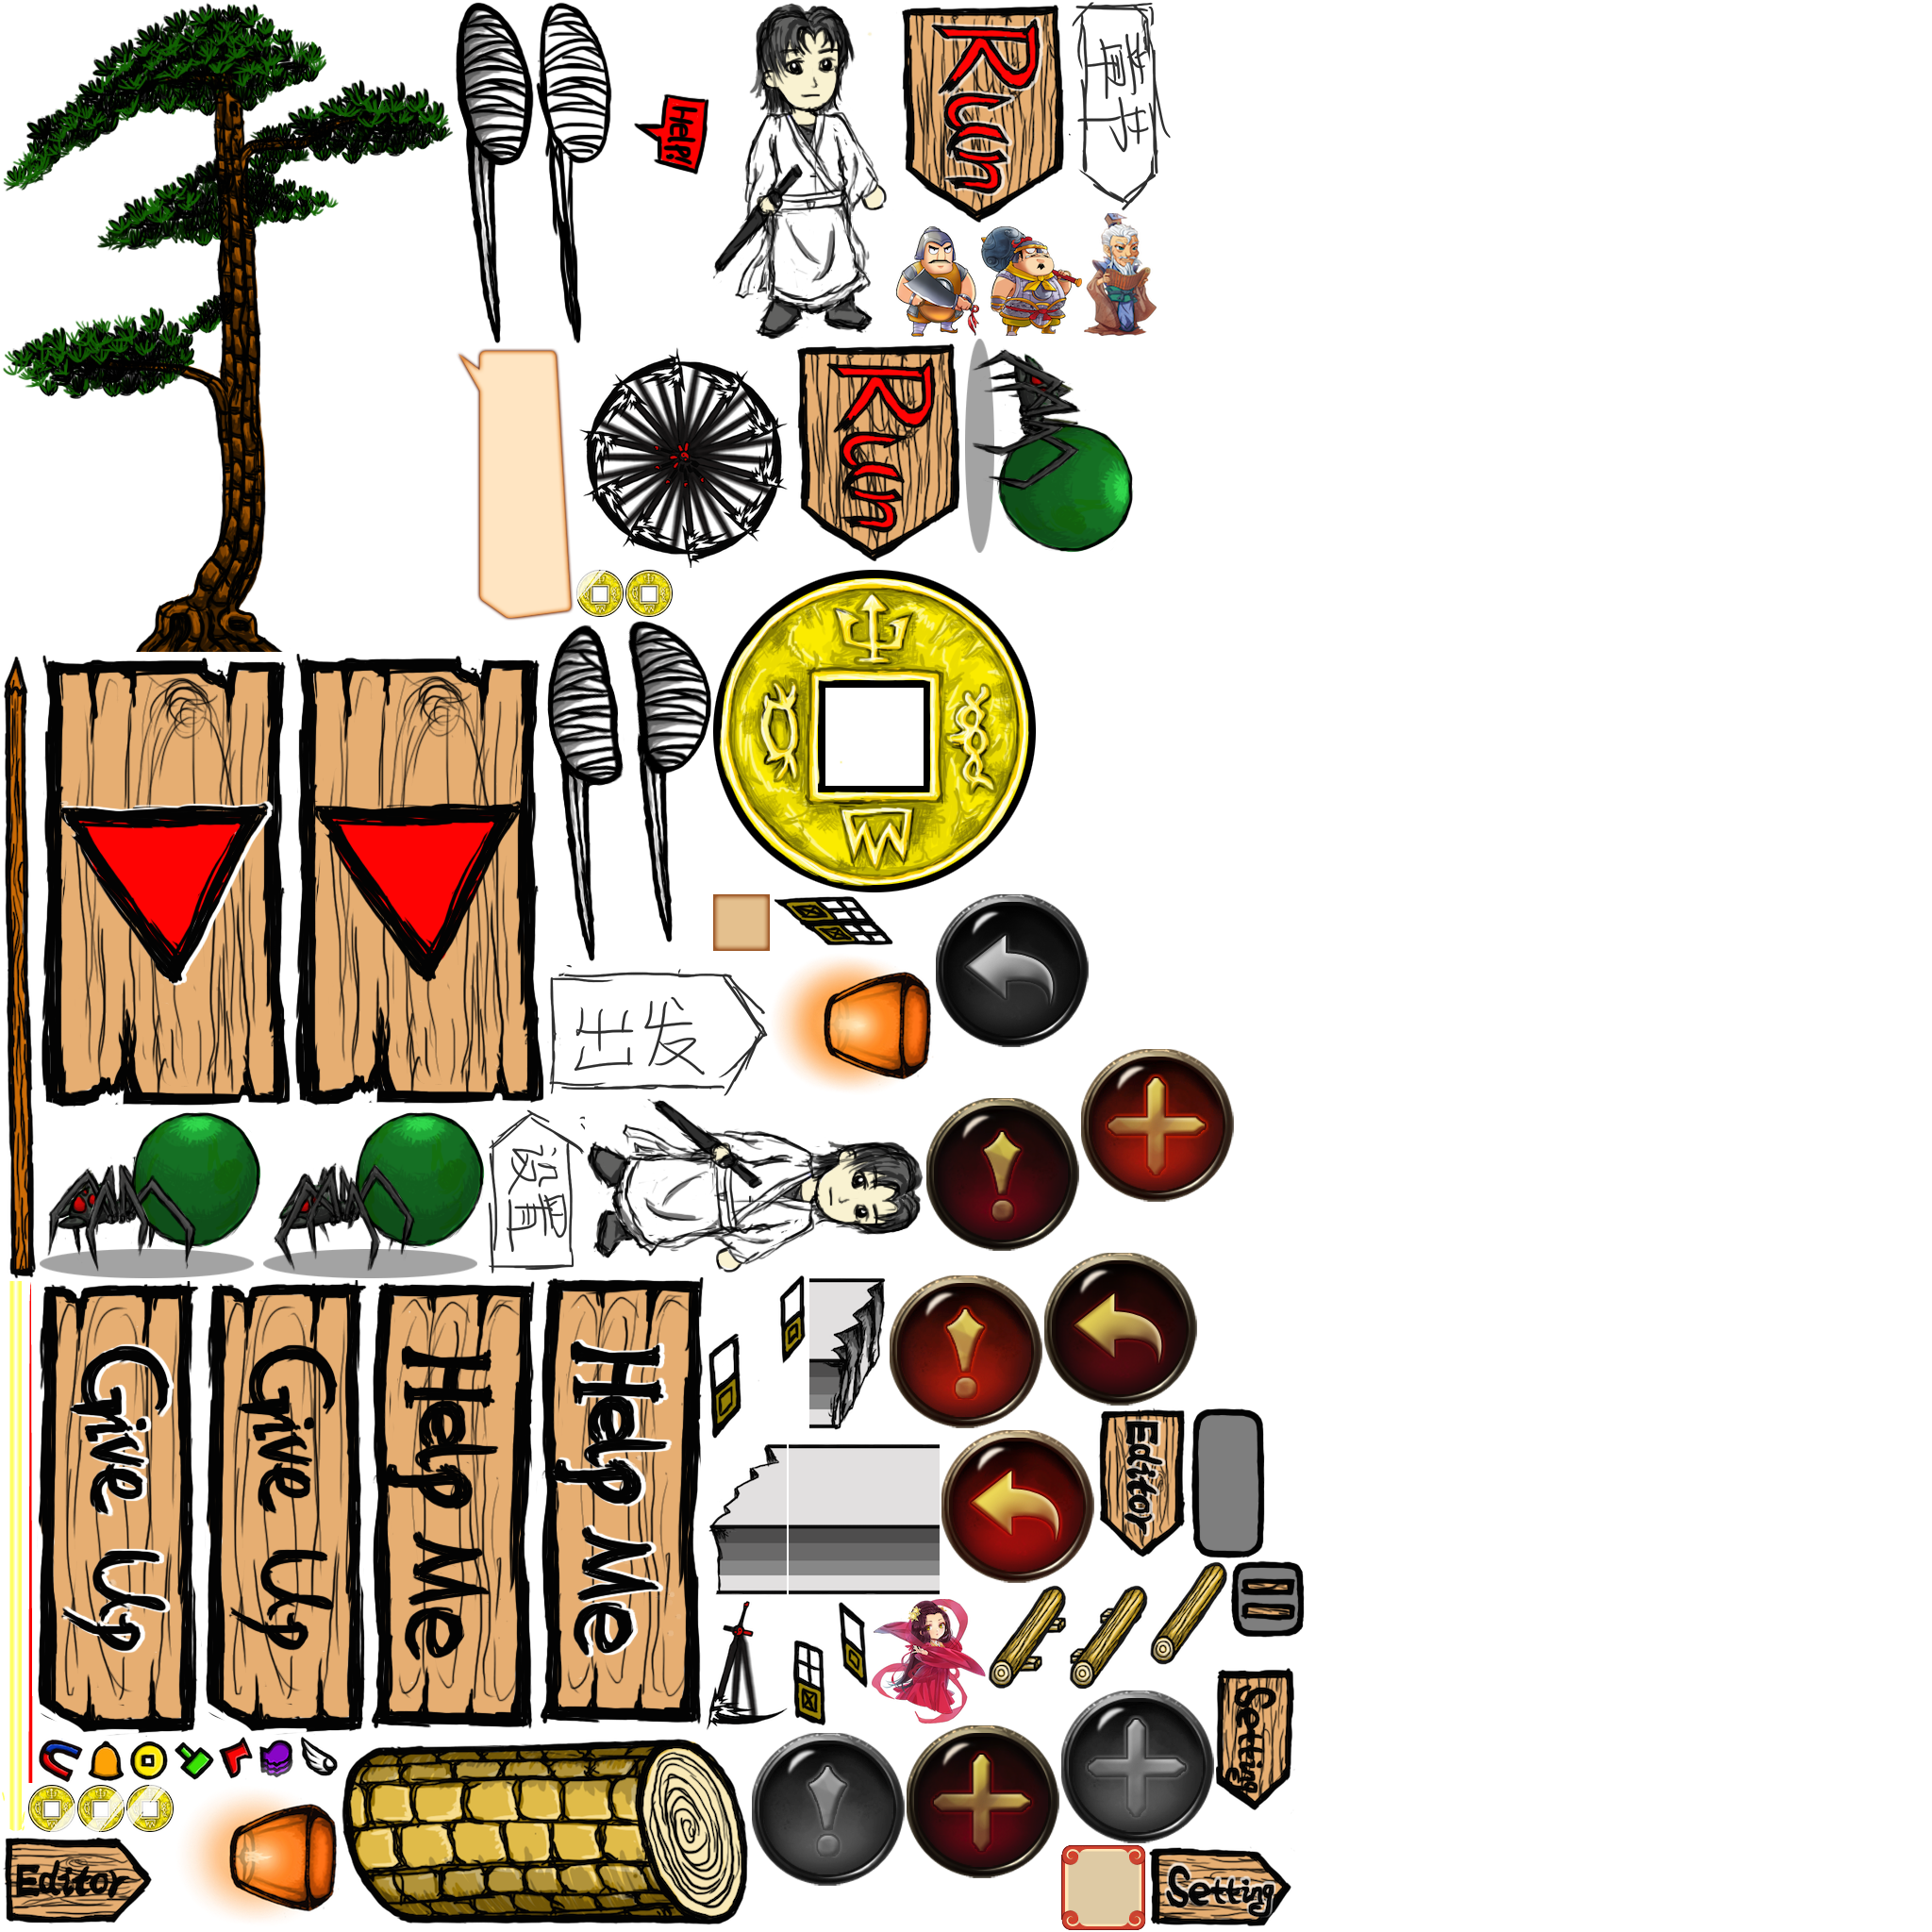 Help!
Run
Run
出发
设置
Give Up
Give Up
Help Me
Help Me
Editor
Setting
Editor
Setting